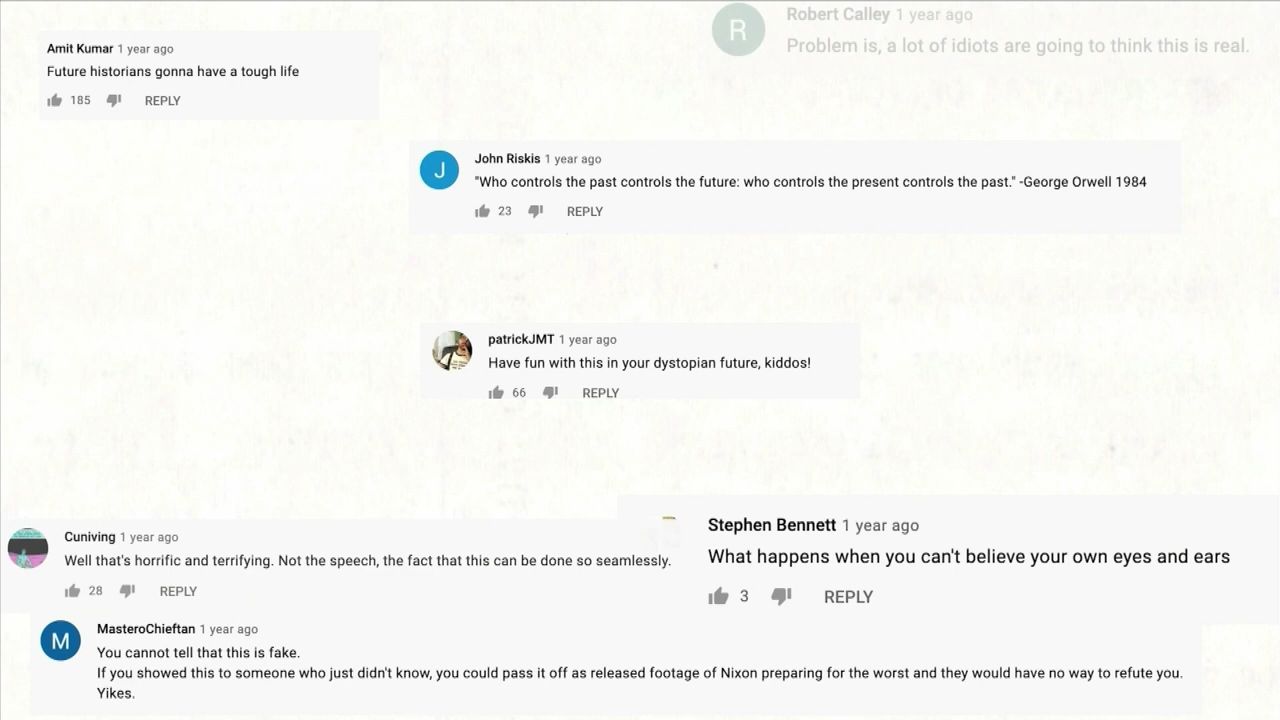 R
Robert Calley 1 year ago
Problem is, a lot of idiots are going to think this is real.
Amit Kumar 1 year ago
Future historians gonna have a tough life
185 REPLY
J
John Riskis 1 year ago
"Who controls the past controls the future: who controls the present controls the past." -George Orwell 1984
23 REPLY
patrickJMT 1 year ago
Have fun with this in your dystopian future, kiddos!
66 REPLY
Cuniving 1 year ago
Well that's horrific and terrifying. Not the speech, the fact that this can be done so seamlessly.
28 REPLY
Stephen Bennett 1 year ago
What happens when you can't believe your own eyes and ears
3 REPLY
M
MasteroChieftan 1 year ago
You cannot tell that this is fake.
If you showed this to someone who just didn't know, you could pass it off as released footage of Nixon preparing for the worst and they would have no way to refute you.
Yikes.